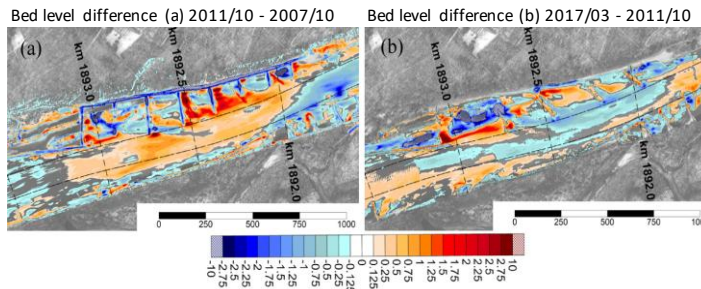 Bed level difference (a) 2011/10 - 2007/10
Bed level difference (b) 2017/03 - 2011/10
(a)
km 1893.0
km 1892.5
km 1892.0
0 250 500 750 1000
(b)
km 1893.0
km 1892.5
km 1892.0
0 250 500 750 1000
-10 -2.75 -2.5 -2.25 -2 -1.75 -1.5 -1.25 -1 -0.75 -0.5 -0.25 -0.125 0 0.125 0.25 0.5 0.75 1 1.25 1.5 1.75 2 2.25 2.5 2.75 10